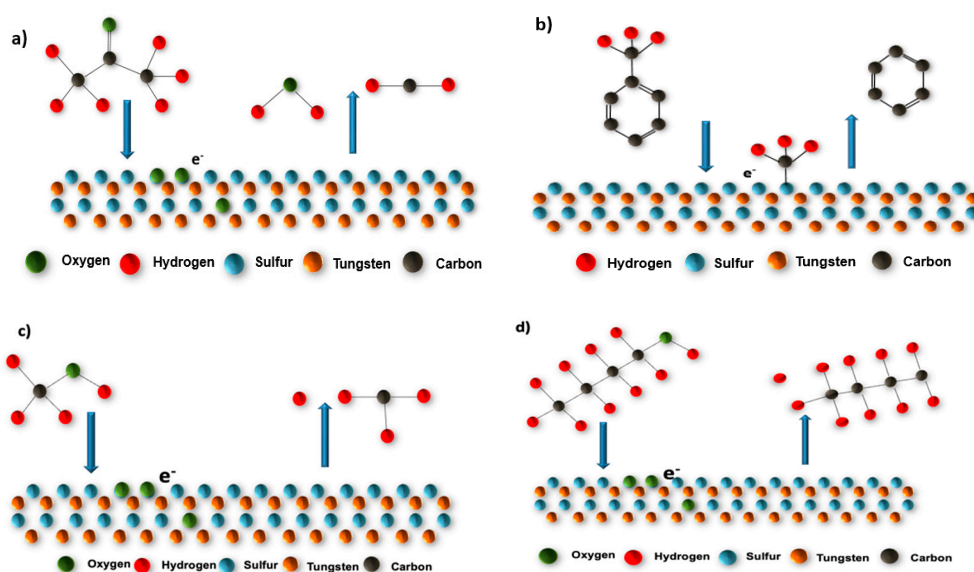 a)
e-
Oxygen Hydrogen Sulfur Tungsten Carbon
b)
e-
Hydrogen Sulfur Tungsten Carbon
c)
e-
Oxygen Hydrogen Sulfur Tungsten Carbon
d)
e-
Oxygen Hydrogen Sulfur Tungsten Carbon